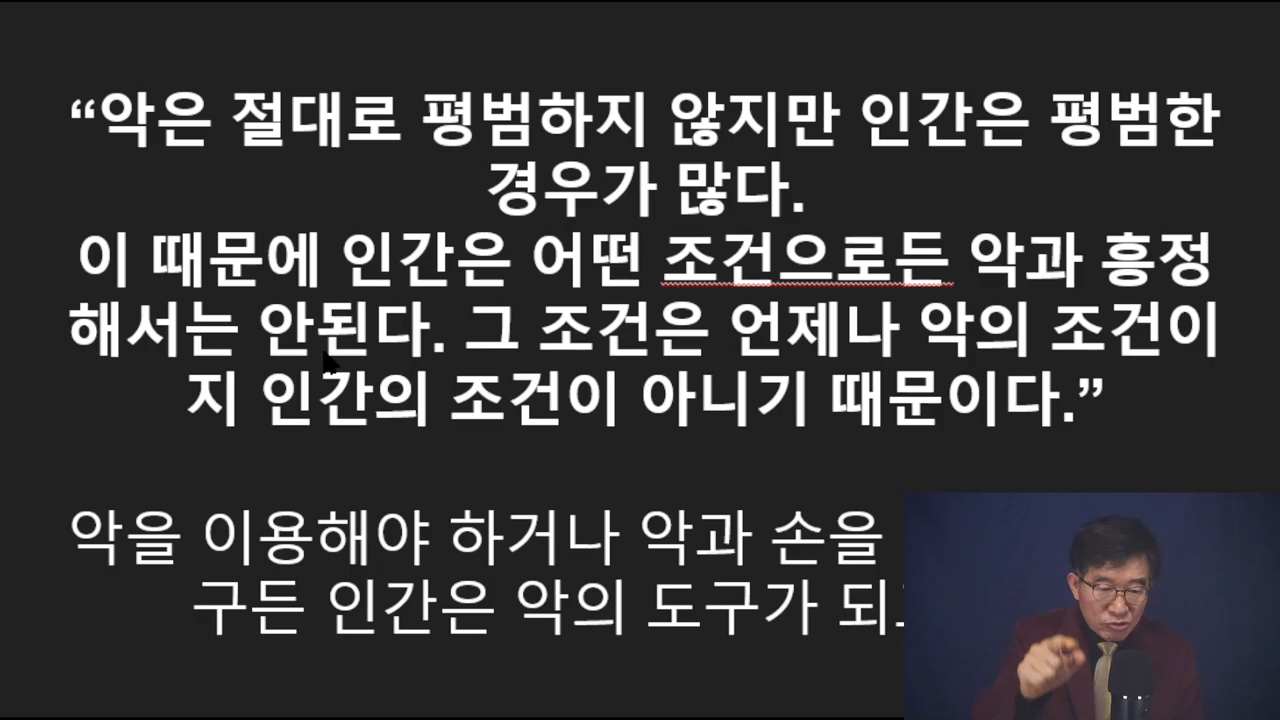 “악은 절대로 평범하지 않지만 인간은 평범한
경우가 많다.
이 때문에 인간은 어떤 조건으로든 악과 흥정
해서는 안된다. 그 조건은 언제나 악의 조건이
지 인간의 조건이 아니기 때문이다.”
악을 이용해야 하거나 악과 손을
구든 인간은 악의 도구가